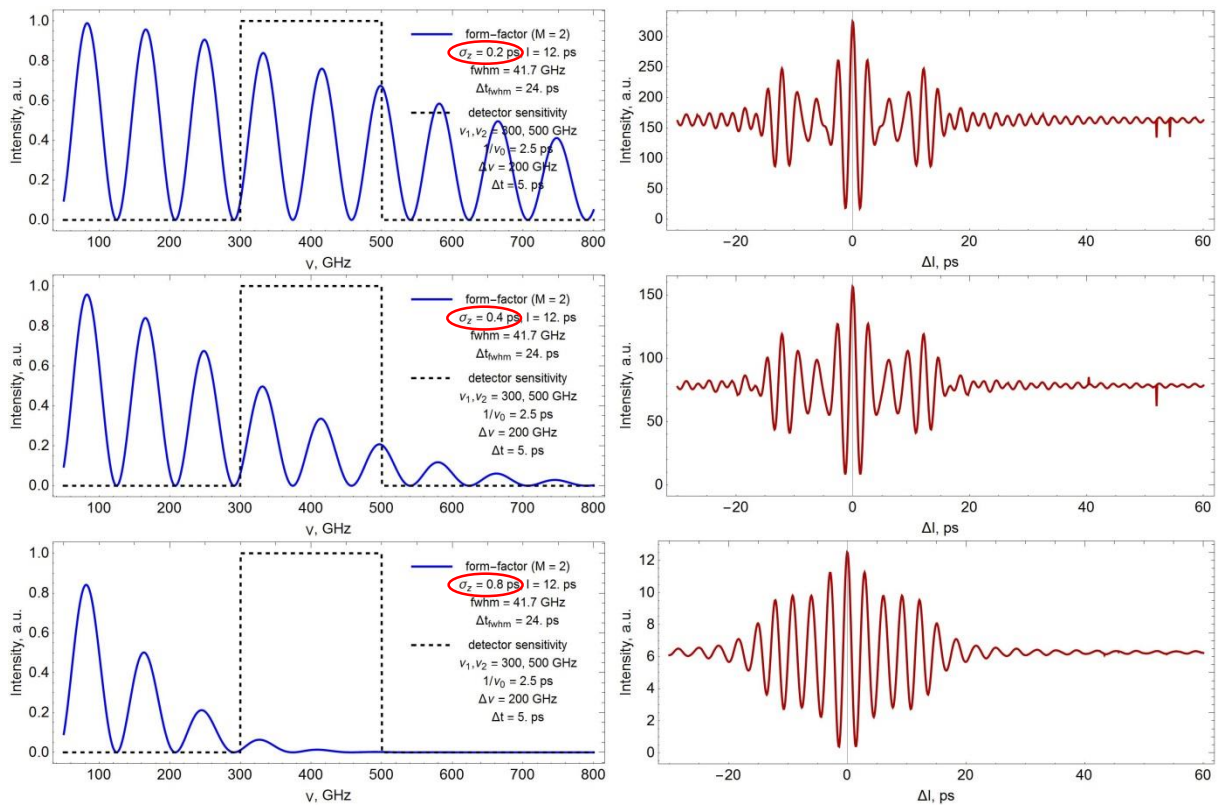 1.0
0.8
0.6
0.4
0.2
0.0
Intensity, a.u.
form-factor (M = 2)
σz = 0.2 ps, l = 12. ps
fwhm = 41.7 GHz
Δtfwhm = 24. ps
detector sensitivity
ν1,ν2 = 300, 500 GHz
1/ν0 = 2.5 ps
Δν = 200 GHz
Δt = 5. ps
100 200 300 400 500 600 700 800
ν, GHz
300
250
200
150
100
50
0
Intensity, a.u.
-20 0 20 40 60
Δl, ps
1.0
0.8
0.6
0.4
0.2
0.0
Intensity, a.u.
form-factor (M = 2)
σz = 0.4 ps, l = 12. ps
fwhm = 41.7 GHz
Δtfwhm = 24. ps
detector sensitivity
ν1,ν2 = 300, 500 GHz
1/ν0 = 2.5 ps
Δν = 200 GHz
Δt = 5. ps
100 200 300 400 500 600 700 800
ν, GHz
150
100
50
0
Intensity, a.u.
-20 0 20 40 60
Δl, ps
1.0
0.8
0.6
0.4
0.2
0.0
Intensity, a.u.
form-factor (M = 2)
σz = 0.8 ps, l = 12. ps
fwhm = 41.7 GHz
Δtfwhm = 24. ps
detector sensitivity
ν1,ν2 = 300, 500 GHz
1/ν0 = 2.5 ps
Δν = 200 GHz
Δt = 5. ps
100 200 300 400 500 600 700 800
ν, GHz
12
10
8
6
4
2
0
Intensity, a.u.
-20 0 20 40 60
Δl, ps